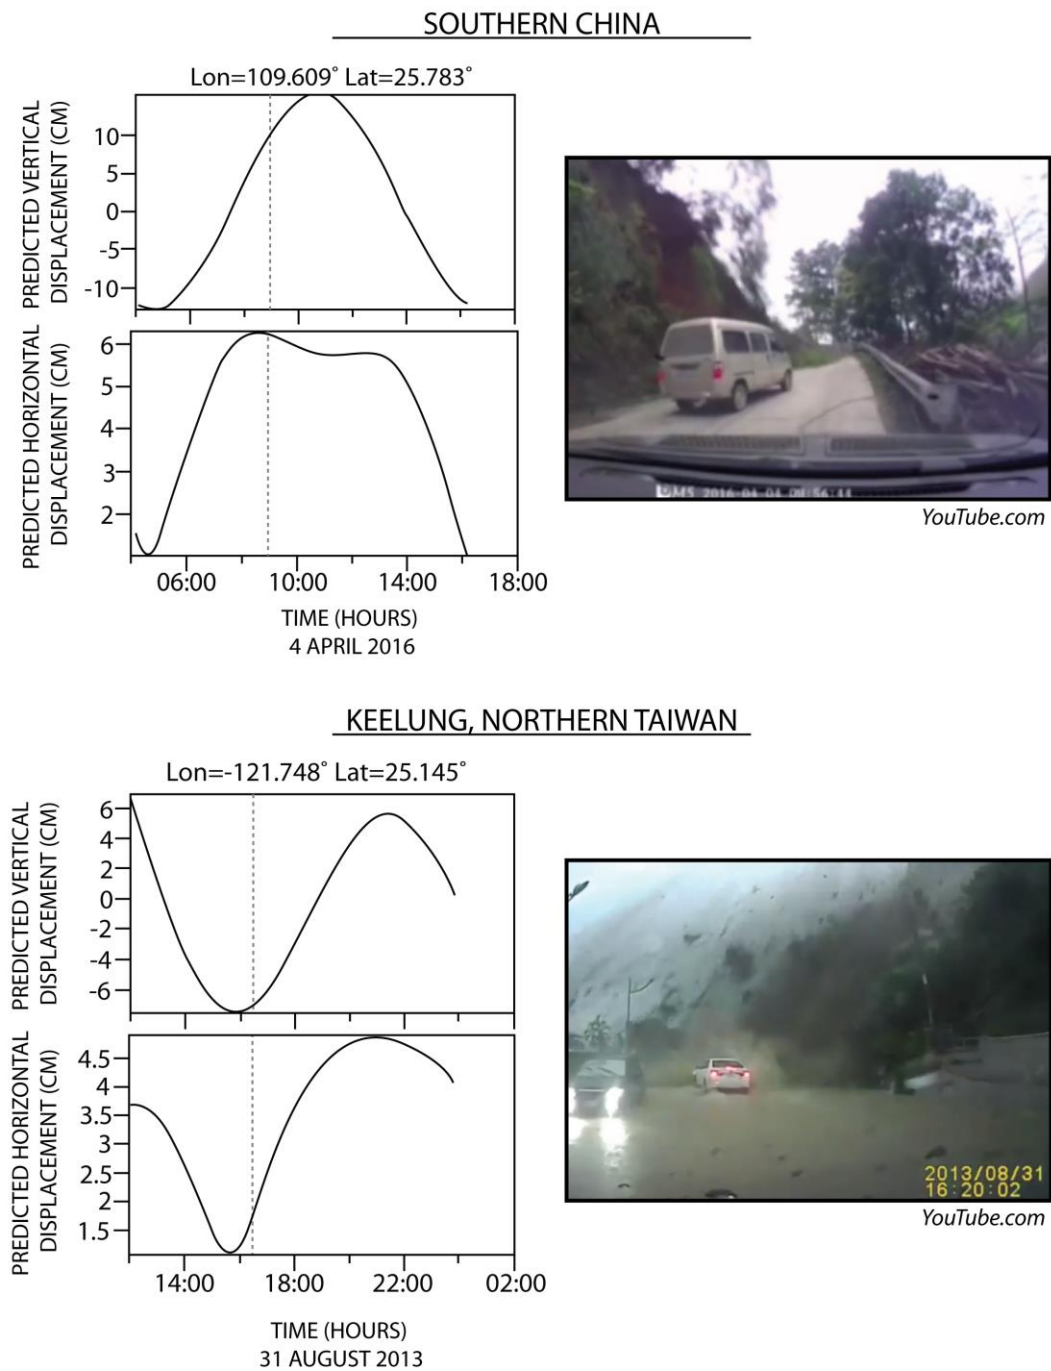 SOUTHERN CHINA
Lon=109.609° Lat=25.783°
PREDICTED VERTICAL
DISPLACEMENT (CM)
10
5
0
-5
-10
PREDICTED HORIZONTAL
DISPLACEMENT (CM)
6
5
4
3
2
06:00 10:00 14:00 18:00
TIME (HOURS)
4 APRIL 2016
2016 04 04
YouTube.com
KEELUNG, NORTHERN TAIWAN
Lon=-121.748° Lat=25.145°
PREDICTED VERTICAL
DISPLACEMENT (CM)
6
4
2
0
-2
-4
-6
PREDICTED HORIZONTAL
DISPLACEMENT (CM)
4.5
4
3.5
3
2.5
2
1.5
14:00 18:00 22:00 02:00
TIME (HOURS)
31 AUGUST 2013
2013/08/31
16:20:02
YouTube.com